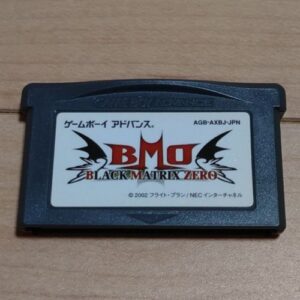 ゲームボーイ アドバンス® AGB-AXBJ-JPN
BMO
BLACK MATRIX ZERO
© 2002 フライト・プラン / NEC インターチャネル